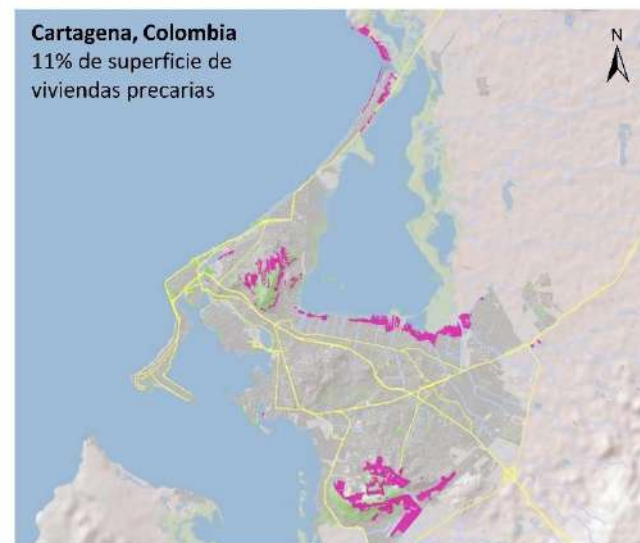 Cartagena, Colombia
11% de superficie de
viviendas precarias
N